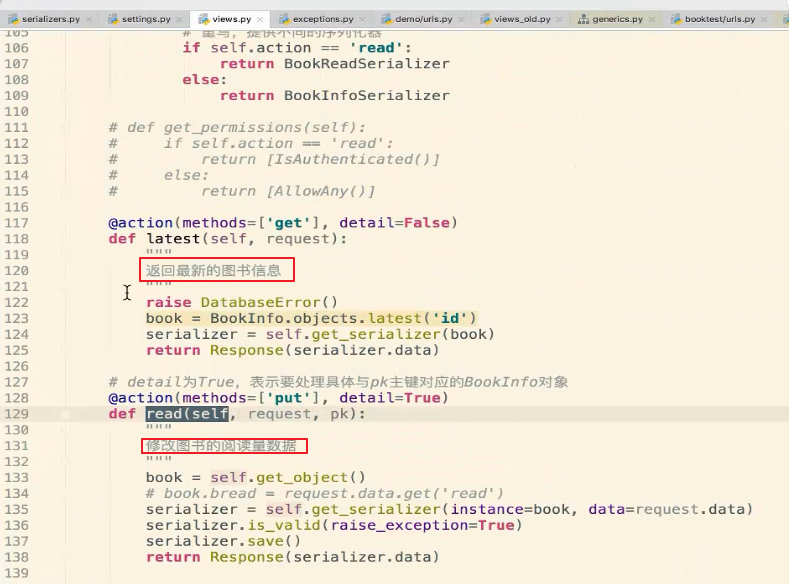 serializers.py × settings.py × views.py × exceptions.py × demo/urls.py × views_old.py × generics.py × booktest/urls.py ×
105 # 重写，提供不同的序列化器
106 if self.action == 'read':
107 return BookReadSerializer
108 else:
109 return BookInfoSerializer
110
111 # def get_permissions(self):
112 # if self.action == 'read':
113 # return [IsAuthenticated()]
114 # else:
115 # return [AllowAny()]
116
117 @action(methods=['get'], detail=False)
118 def latest(self, request):
119 """
120 返回最新的图书信息
121 """
122 raise DatabaseError()
123 book = BookInfo.objects.latest('id')
124 serializer = self.get_serializer(book)
125 return Response(serializer.data)
126
127 # detail为True，表示要处理具体与pk主键对应的BookInfo对象
128 @action(methods=['put'], detail=True)
129 def read(self, request, pk):
130 """
131 修改图书的阅读量数据
132 """
133 book = self.get_object()
134 # book.bread = request.data.get('read')
135 serializer = self.get_serializer(instance=book, data=request.data)
136 serializer.is_valid(raise_exception=True)
137 serializer.save()
138 return Response(serializer.data)
139